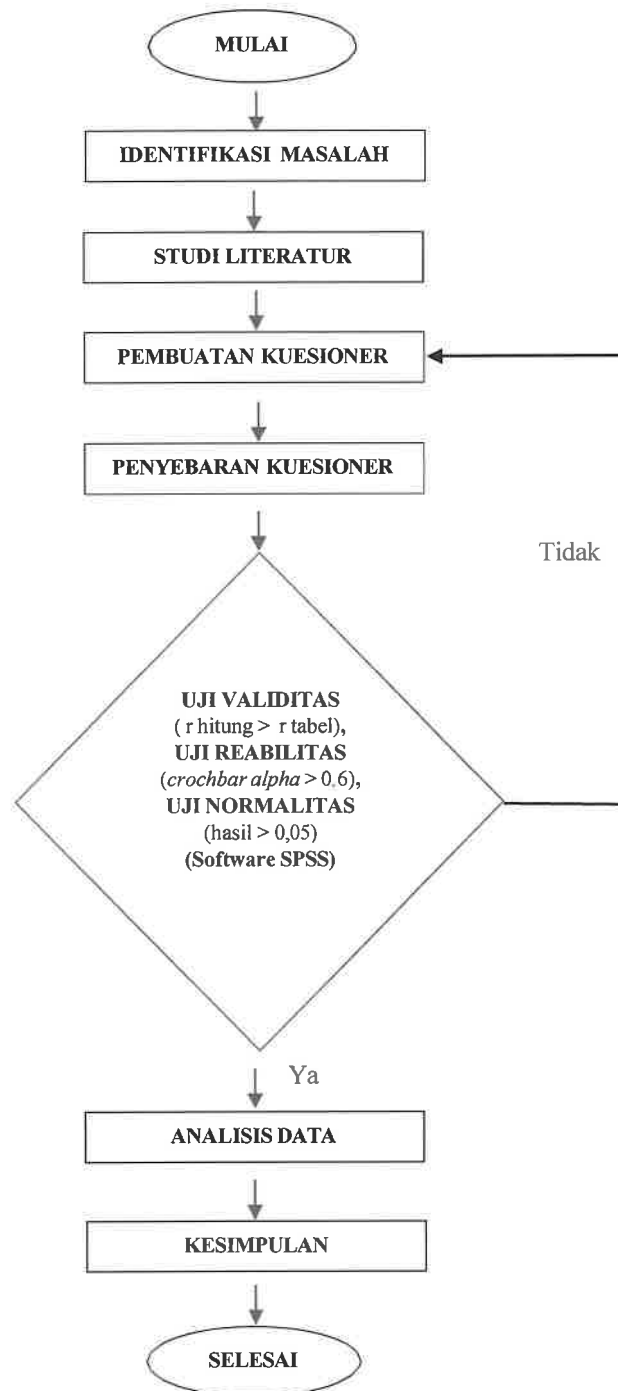 MULAI
IDENTIFIKASI MASALAH
STUDI LITERATUR
PEMBUATAN KUESIONER
PENYEBARAN KUESIONER
Tidak
UJI VALIDITAS
( r hitung > r tabel),
UJI REABILITAS
(crochbar alpha > 0.6),
UJI NORMALITAS
(hasil > 0,05)
(Software SPSS)
Ya
ANALISIS DATA
KESIMPULAN
SELESAI